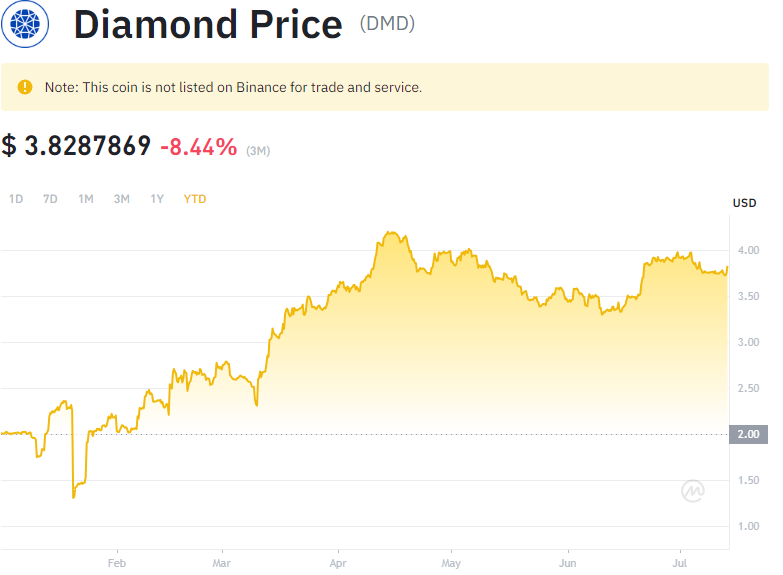 Diamond Price (DMD)
Note: This coin is not listed on Binance for trade and service.
$ 3.8287869 -8.44% (3M)
1D 7D 1M 3M 1Y YTD
USD
4.00
3.50
3.00
2.50
2.00
1.50
1.00
Feb Mar Apr May Jun Jul